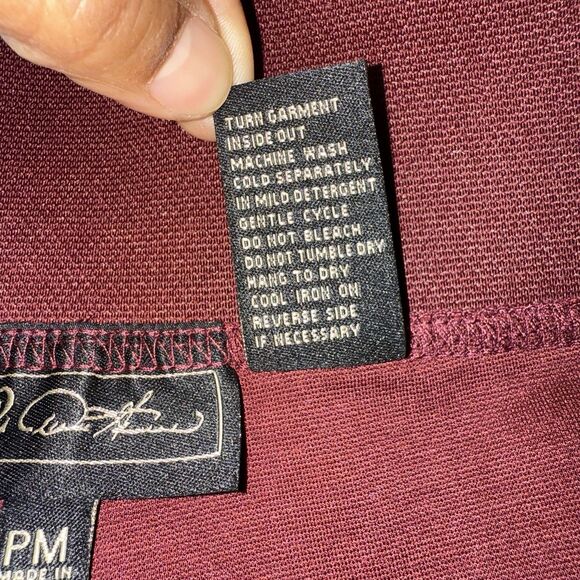 TURN GARMENT
INSIDE OUT
MACHINE WASH
COLD SEPARATELY
IN MILD DETERGENT
GENTLE CYCLE
DO NOT BLEACH
DO NOT TUMBLE DRY
HANG TO DRY
COOL IRON ON
REVERSE SIDE
IF NECESSARY
PM
MADE IN